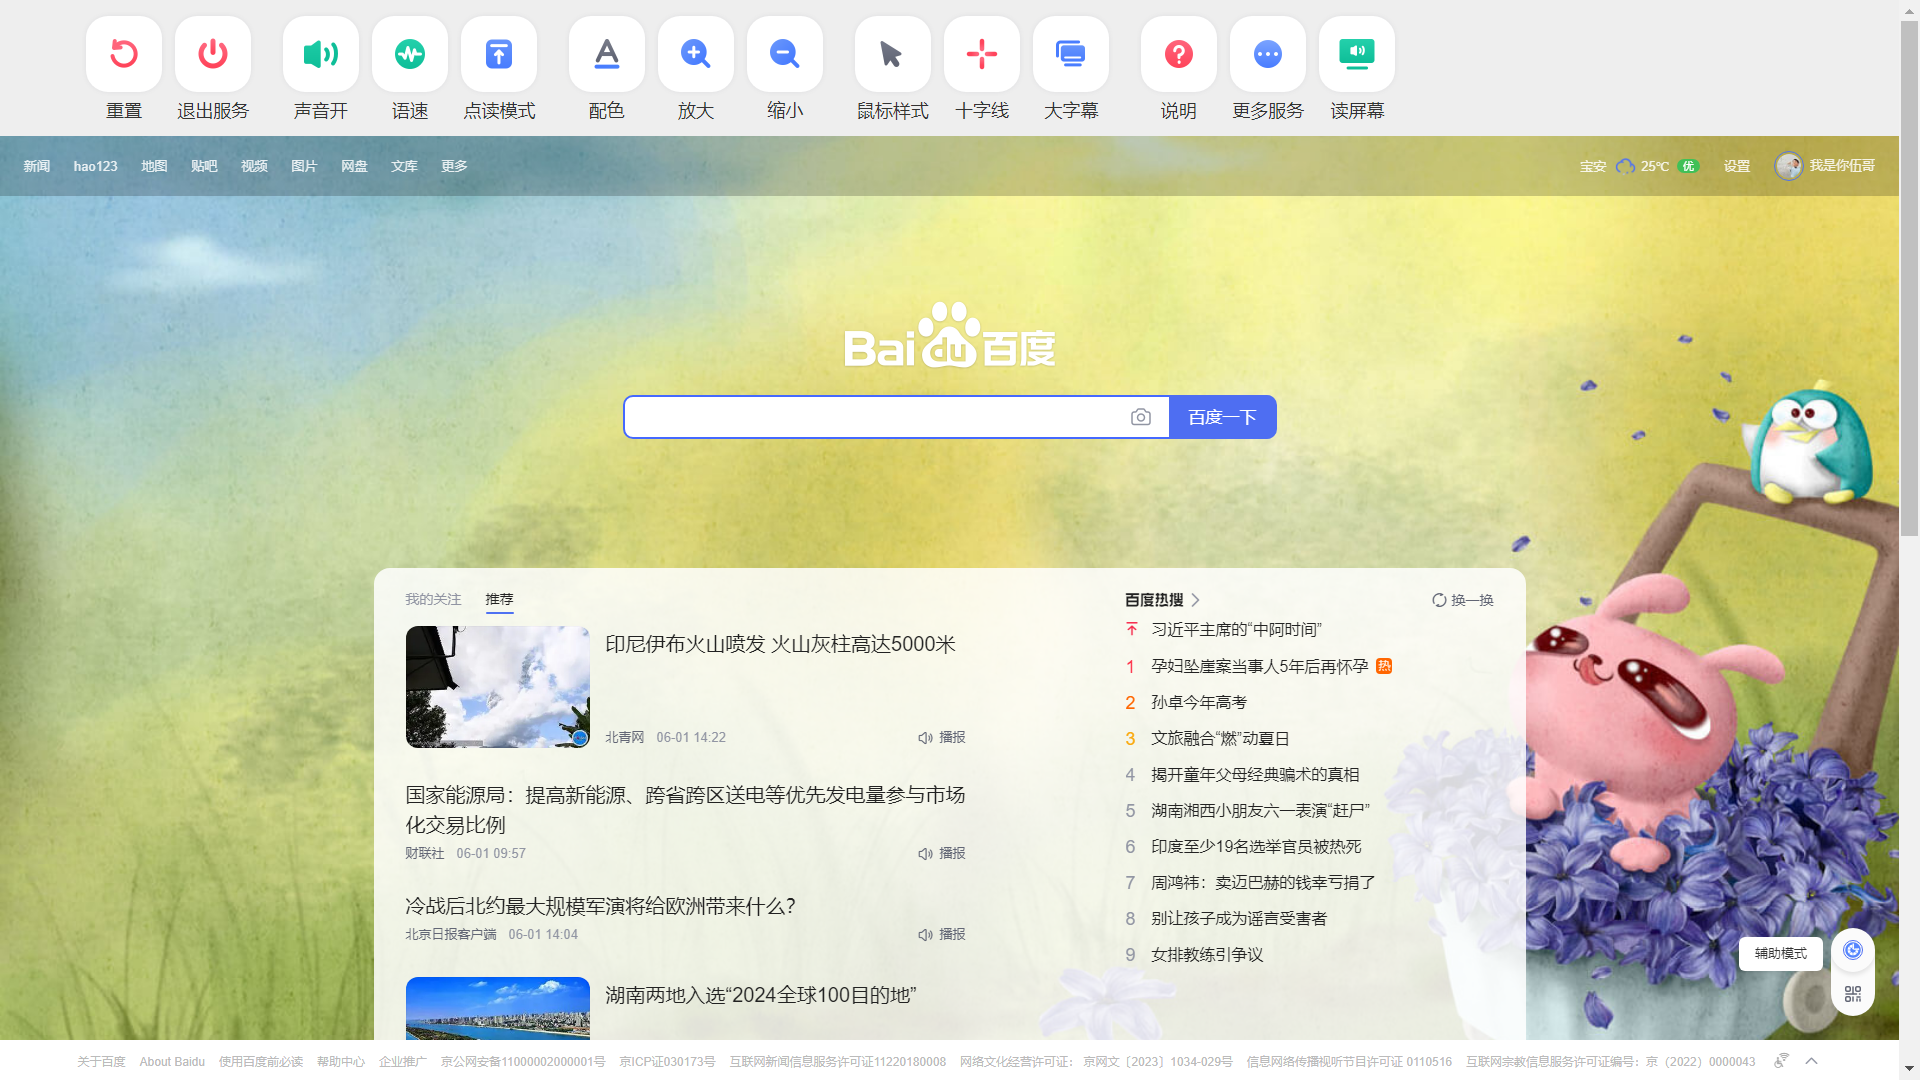 重置 退出服务 声音开 语速 点读模式 配色 放大 缩小 鼠标样式 十字线 大字幕 说明 更多服务 读屏幕
新闻 hao123 地图 贴吧 视频 图片 网盘 文库 更多 宝安 25℃ 优 设置 我是你伍哥
Bai du 百度
百度一下
我的关注 推荐
印尼伊布火山喷发 火山灰柱高达5000米
北青网 06-01 14:22 播报
国家能源局：提高新能源、跨省跨区送电等优先发电量参与市场
化交易比例
财联社 06-01 09:57 播报
冷战后北约最大规模军演将给欧洲带来什么？
北京日报客户端 06-01 14:04 播报
湖南两地入选“2024全球100目的地”
百度热搜 换一换
习近平主席的“中阿时间”
1 孕妇坠崖案当事人5年后再怀孕 热
2 孙卓今年高考
3 文旅融合“燃”动夏日
4 揭开童年父母经典骗术的真相
5 湖南湘西小朋友六一表演“赶尸”
6 印度至少19名选举官员被热死
7 周鸿祎：卖迈巴赫的钱幸亏捐了
8 别让孩子成为谣言受害者
9 女排教练引争议
辅助模式
关于百度 About Baidu 使用百度前必读 帮助中心 企业推广 京公网安备11000002000001号 京ICP证030173号 互联网新闻信息服务许可证11220180008 网络文化经营许可证： 京网文〔2023〕1034-029号 信息网络传播视听节目许可证 0110516 互联网宗教信息服务许可证编号：京（2022）0000043